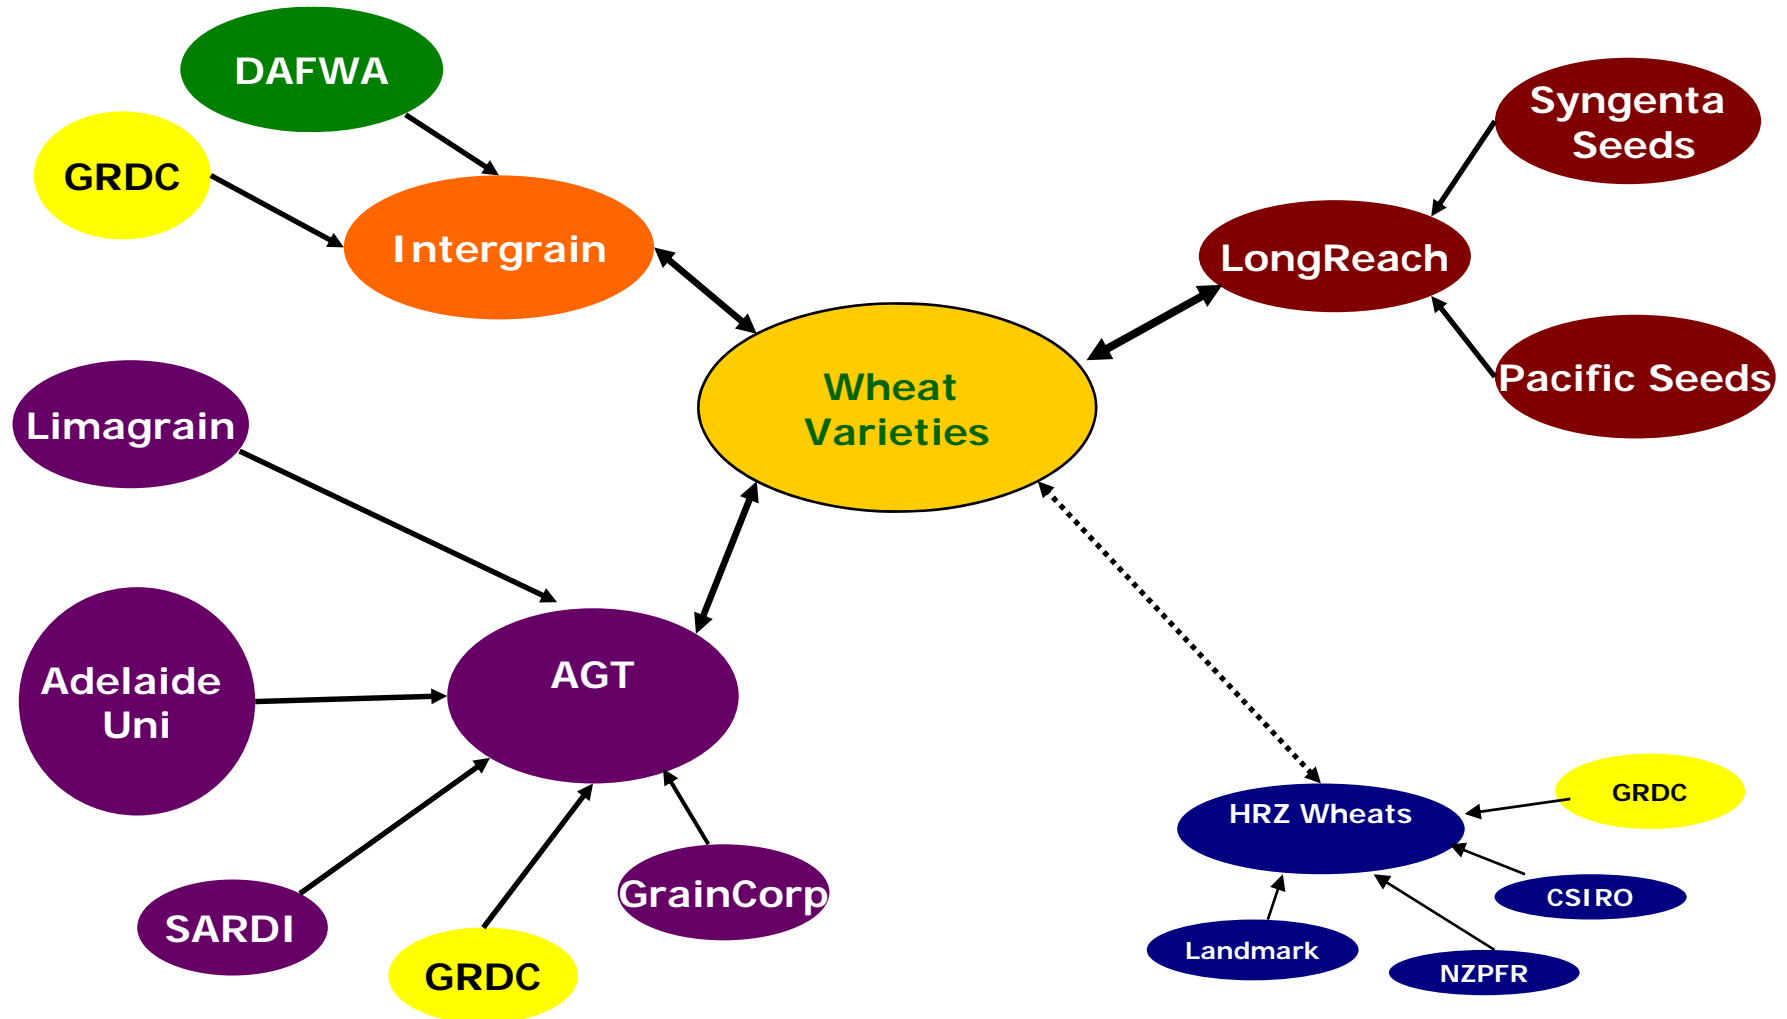 DAFWA
Syngenta
Seeds
GRDC
Intergrain
LongReach
Wheat
Varieties
Pacific Seeds
Limagrain
AGT
Adelaide
Uni
GRDC
HRZ Wheats
GrainCorp
CSIRO
SARDI
Landmark
GRDC
NZPFR